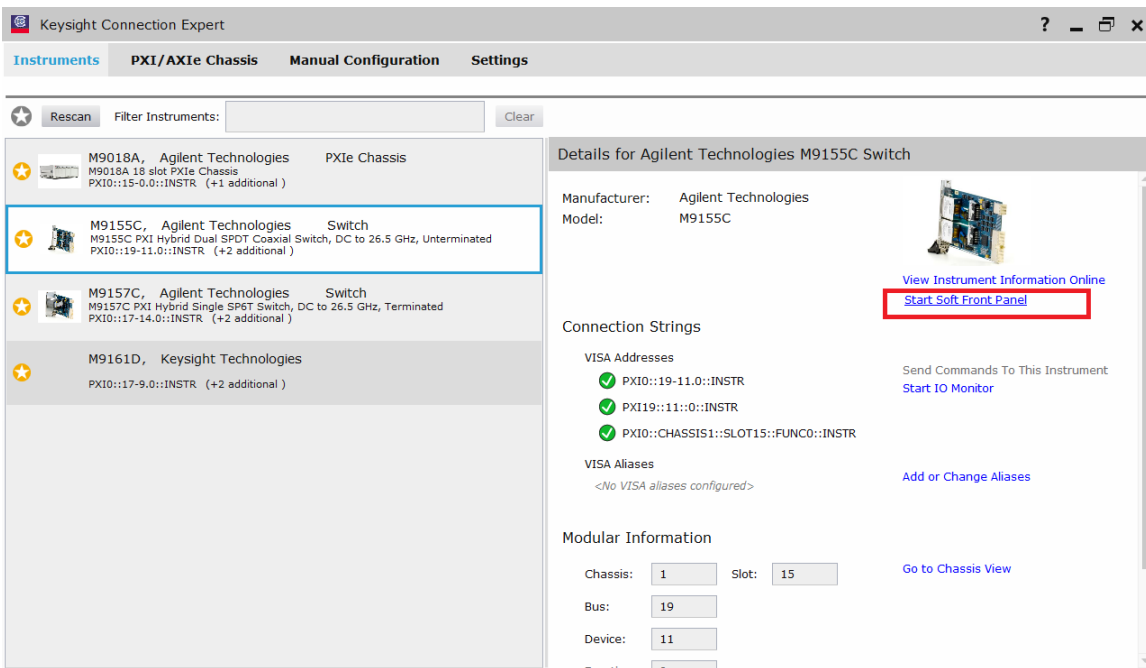 Keysight Connection Expert ?
Instruments PXI/AXIe Chassis Manual Configuration Settings
Rescan Filter Instruments: Clear
M9018A, Agilent Technologies PXIe Chassis
M9018A 18 slot PXIe Chassis
PXI0::15-0.0::INSTR (+1 additional )
M9155C, Agilent Technologies Switch
M9155C PXI Hybrid Dual SPDT Coaxial Switch, DC to 26.5 GHz, Unterminated
PXI0::19-11.0::INSTR (+2 additional )
M9157C, Agilent Technologies Switch
M9157C PXI Hybrid Single SP6T Switch, DC to 26.5 GHz, Terminated
PXI0::17-14.0::INSTR (+2 additional )
M9161D, Keysight Technologies
PXI0::17-9.0::INSTR (+2 additional )
Details for Agilent Technologies M9155C Switch
Manufacturer: Agilent Technologies
Model: M9155C
View Instrument Information Online
Start Soft Front Panel
Connection Strings
VISA Addresses
PXI0::19-11.0::INSTR
PXI19::11::0::INSTR
PXI0::CHASSIS1::SLOT15::FUNC0::INSTR
Send Commands To This Instrument
Start IO Monitor
VISA Aliases
<No VISA aliases configured>
Add or Change Aliases
Modular Information
Chassis: 1 Slot: 15
Go to Chassis View
Bus: 19
Device: 11